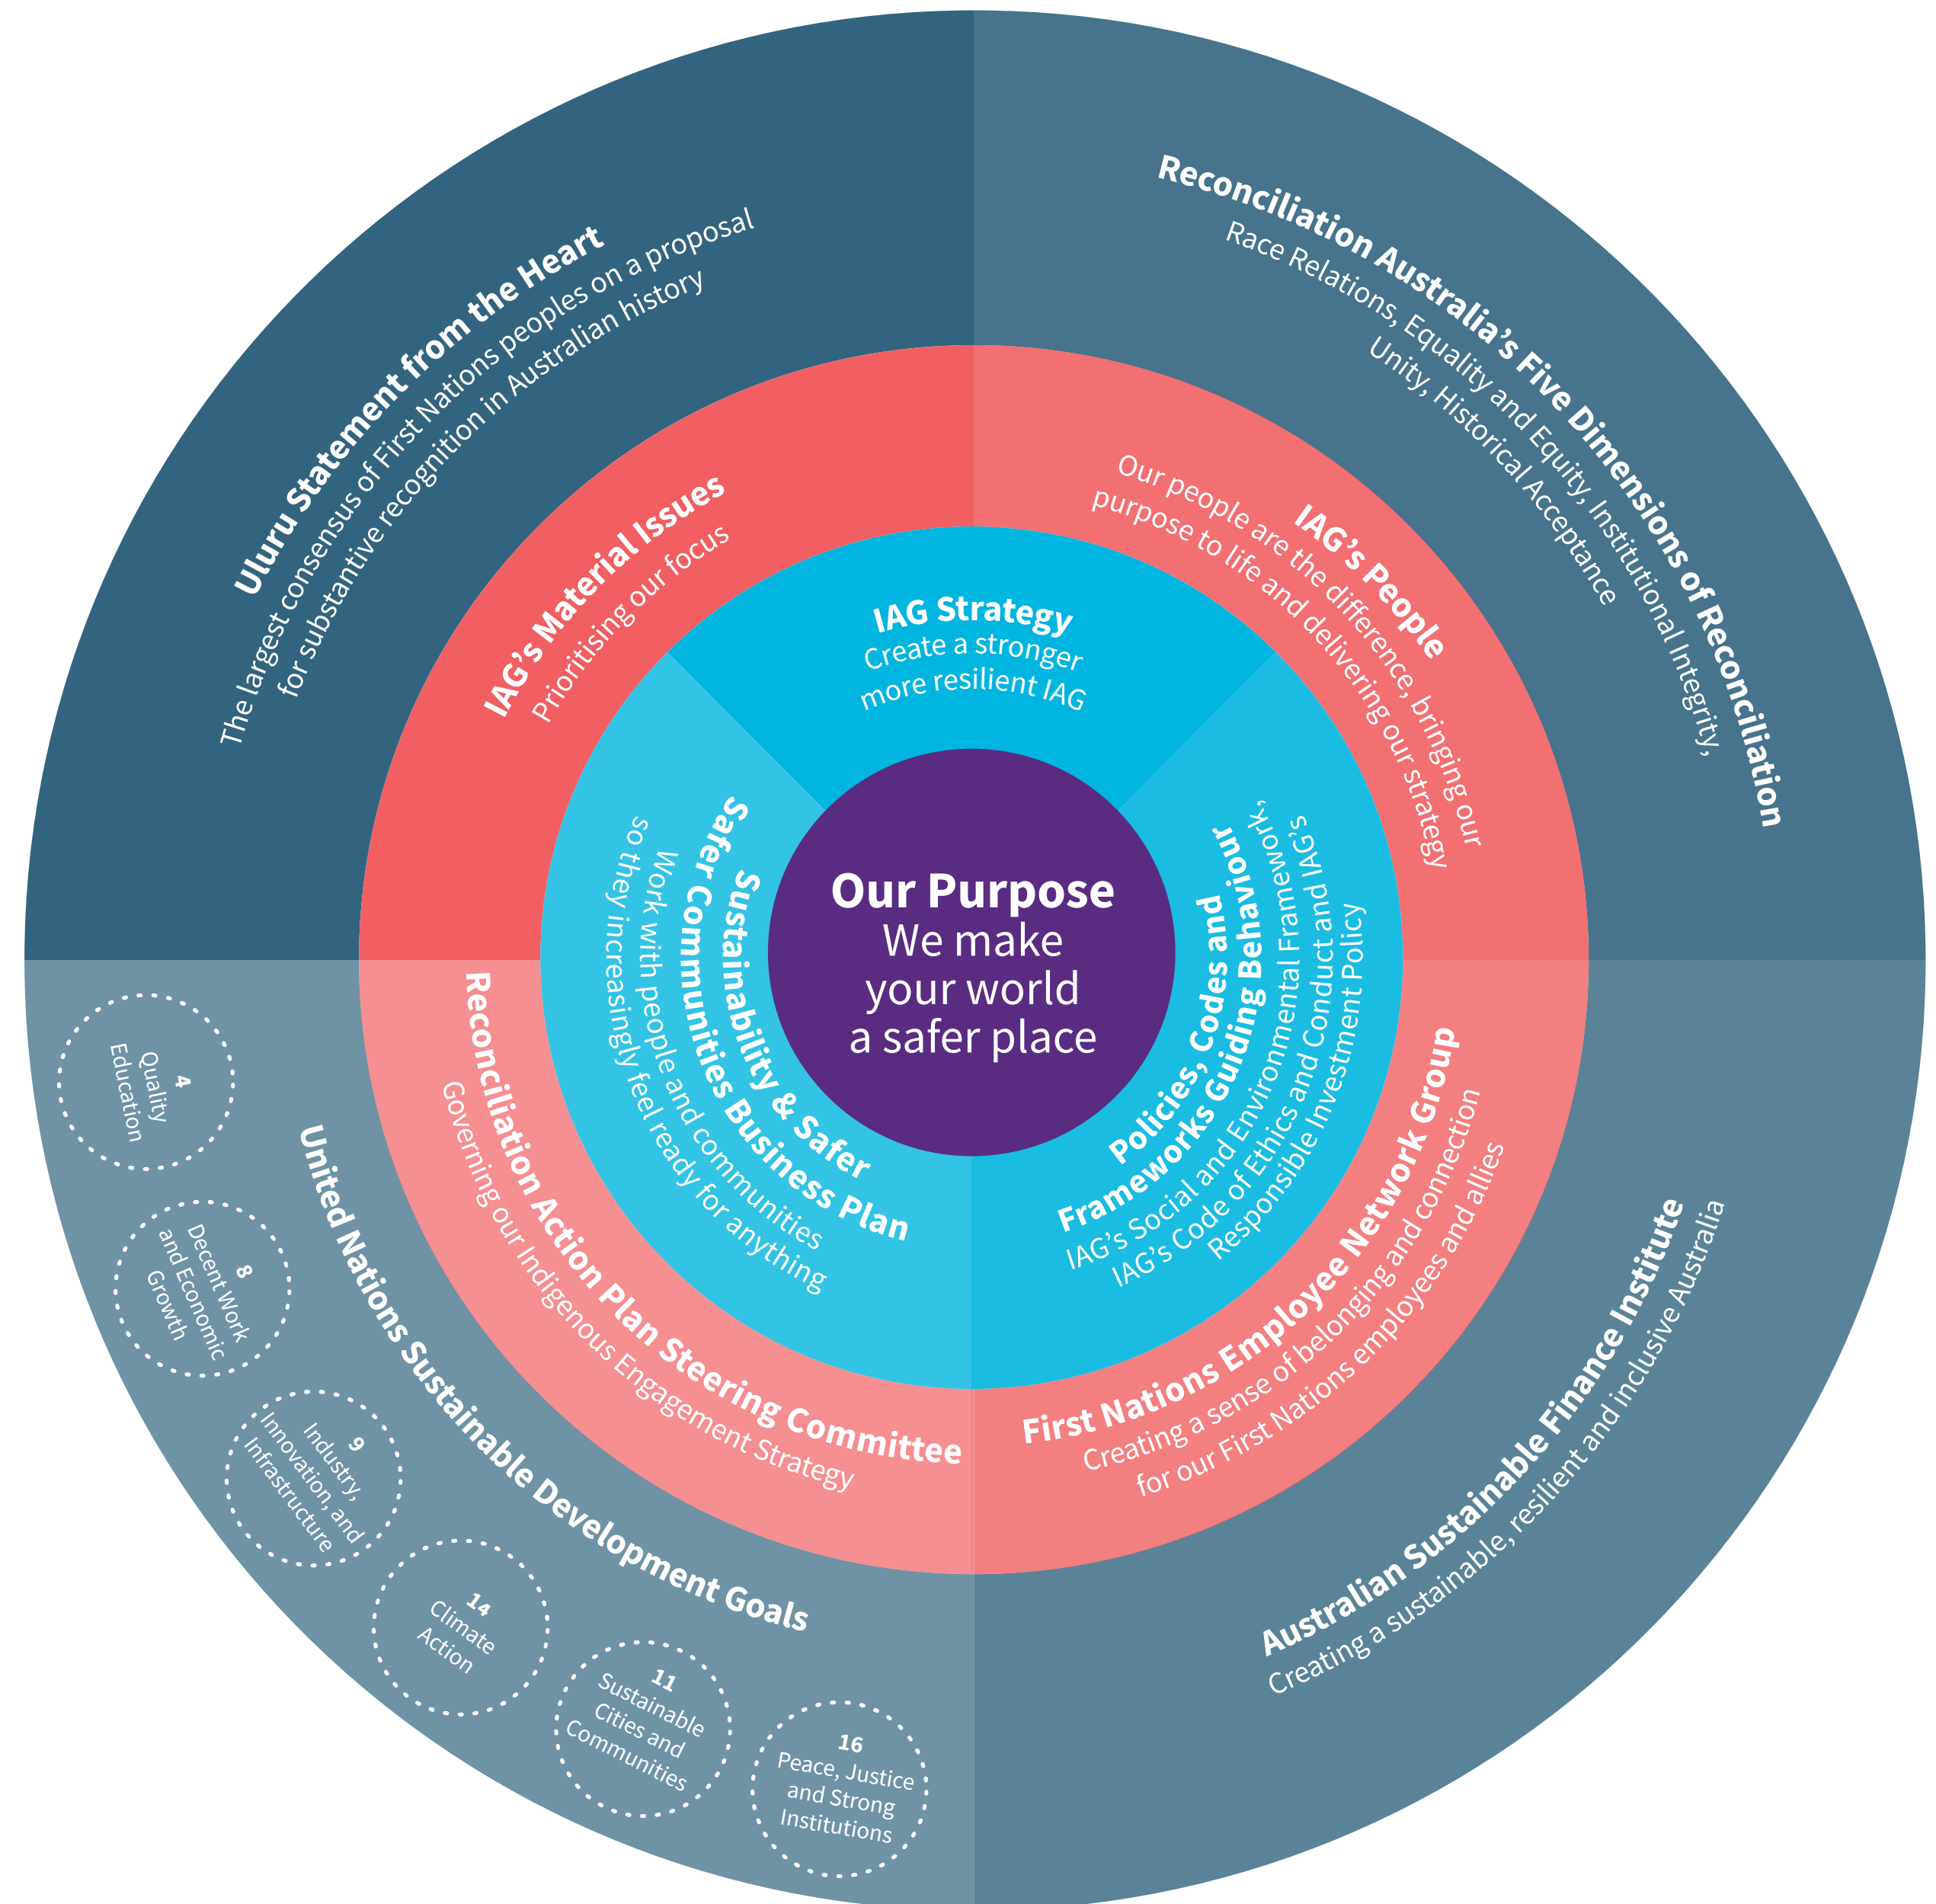 Our Purpose
We make
your world
a safer place
IAG Strategy
Create a stronger
more resilient IAG
Policies, Codes and
Frameworks Guiding Behaviour
IAG's Social and Environmental Framework,
IAG's Code of Ethics and Conduct and IAG's
Responsible Investment Policy
Sustainability & Safer
Safer Communities Business Plan
Work with people and communities
so they increasingly feel ready for anything
IAG's Material Issues
Prioritising our focus
IAG's People
Our people are the difference, bringing our
purpose to life and delivering our strategy
First Nations Employee Network Group
Creating a sense of belonging and connection
for our First Nations employees and allies
Reconciliation Action Plan Steering Committee
Governing our Indigenous Engagement Strategy
Uluru Statement from the Heart
The largest consensus of First Nations peoples on a proposal
for substantive recognition in Australian history
Reconciliation Australia's Five Dimensions of Reconciliation
Race Relations, Equality and Equity, Institutional Integrity,
Unity, Historical Acceptance
Australian Sustainable Finance Institute
Creating a sustainable, resilient and inclusive Australia
United Nations Sustainable Development Goals
4
Quality
Education
8
Decent Work
and Economic
Growth
9
Industry,
Innovation, and
Infrastructure
14
Climate
Action
11
Sustainable
Cities and
Communities
16
Peace, Justice
and Strong
Institutions